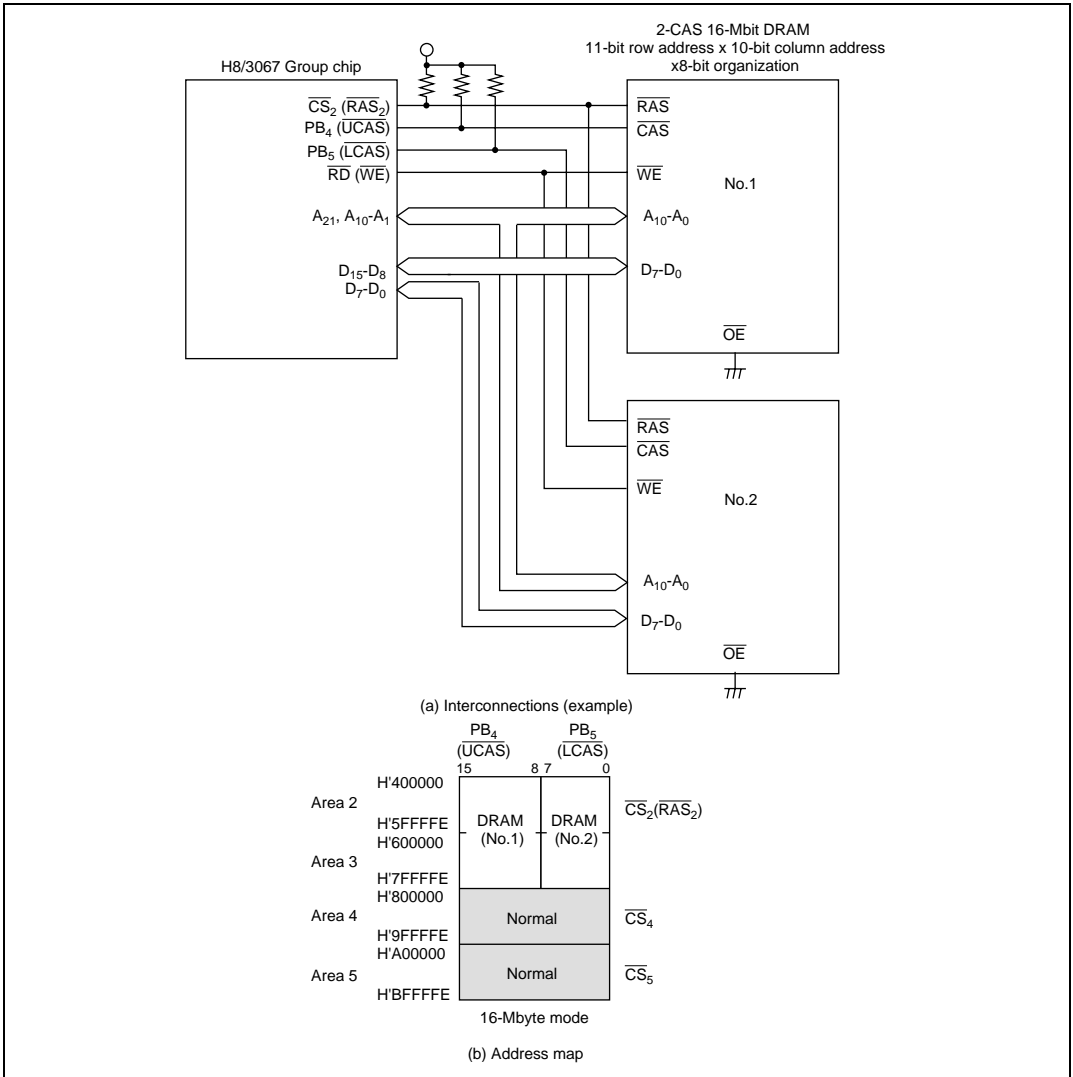 2-CAS 16-Mbit DRAM
11-bit row address x 10-bit column address
x8-bit organization
H8/3067 Group chip
CS2 (RAS2)
PB4 (UCAS)
PB5 (LCAS)
RD (WE)
A21, A10-A1
D15-D8
D7-D0
RAS
CAS
WE
No.1
A10-A0
D7-D0
OE
RAS
CAS
WE
No.2
A10-A0
D7-D0
OE
(a) Interconnections (example)
PB4 PB5
(UCAS) (LCAS)
15 8 7 0
H'400000
Area 2
H'5FFFFE
H'600000
Area 3
H'7FFFFE
H'800000
Area 4
H'9FFFFE
H'A00000
Area 5
H'BFFFFE
DRAM
(No.1)
DRAM
(No.2)
CS2(RAS2)
Normal
CS4
Normal
CS5
16-Mbyte mode
(b) Address map